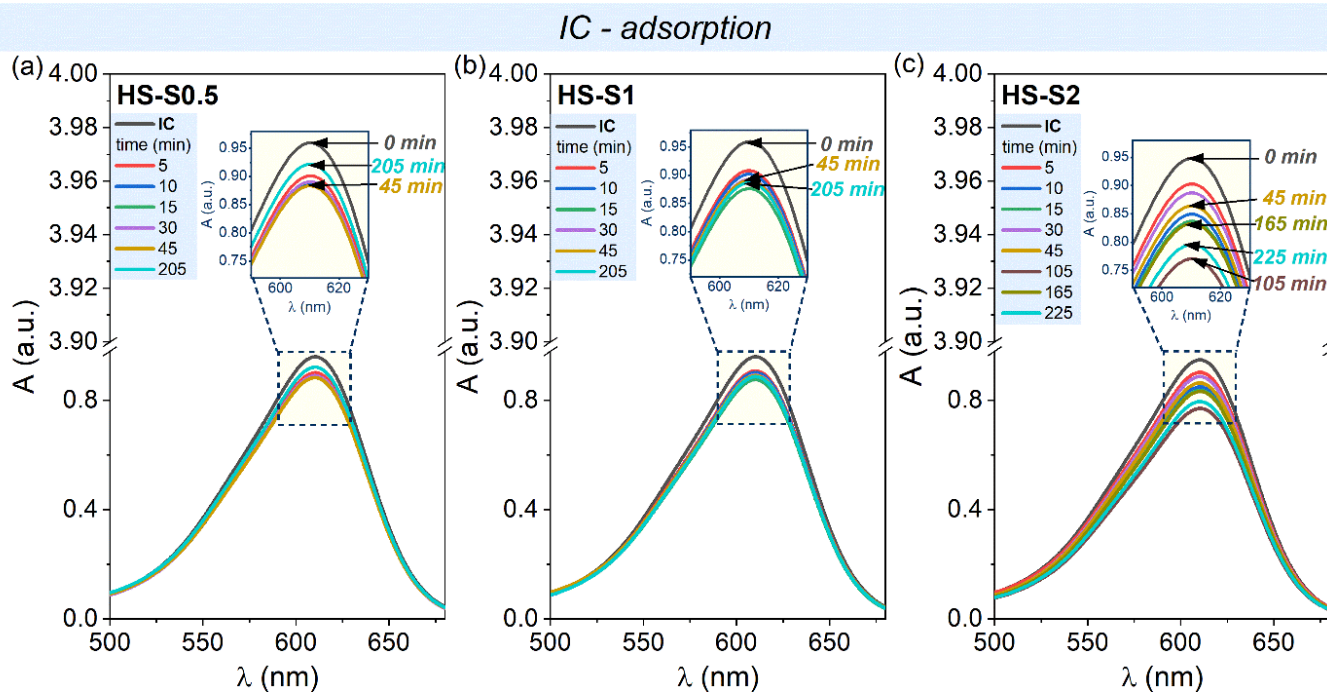 IC - adsorption
(a)
4.00
3.98
3.96
3.94
3.92
3.90
0.8
0.4
0.0
A (a.u.)
A (a.u.)
HS-S0.5
IC
time (min)
5
10
15
30
45
205
0.95
0.90
0.85
0.80
0.75
A (a.u.)
600
620
λ (nm)
0 min
205 min
45 min
500
550
600
650
λ (nm)
(b)
4.00
3.98
3.96
3.94
3.92
3.90
0.8
0.4
0.0
A (a.u.)
A (a.u.)
HS-S1
IC
time (min)
5
10
15
30
45
205
0.95
0.90
0.85
0.80
0.75
A (a.u.)
600
620
λ (nm)
0 min
45 min
205 min
500
550
600
650
λ (nm)
(c)
4.00
3.98
3.96
3.94
3.92
3.90
0.8
0.4
0.0
A (a.u.)
A (a.u.)
HS-S2
IC
time (min)
5
10
15
30
45
105
165
225
0.95
0.90
0.85
0.80
0.75
A (a.u.)
600
620
λ (nm)
0 min
45 min
165 min
225 min
105 min
500
550
600
650
λ (nm)